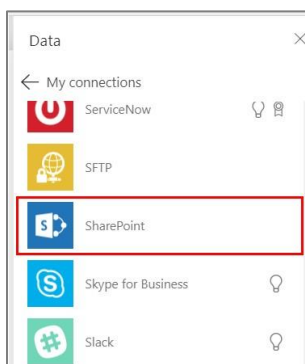 Data
My connections
ServiceNow
SFTP
SharePoint
Skype for Business
Slack